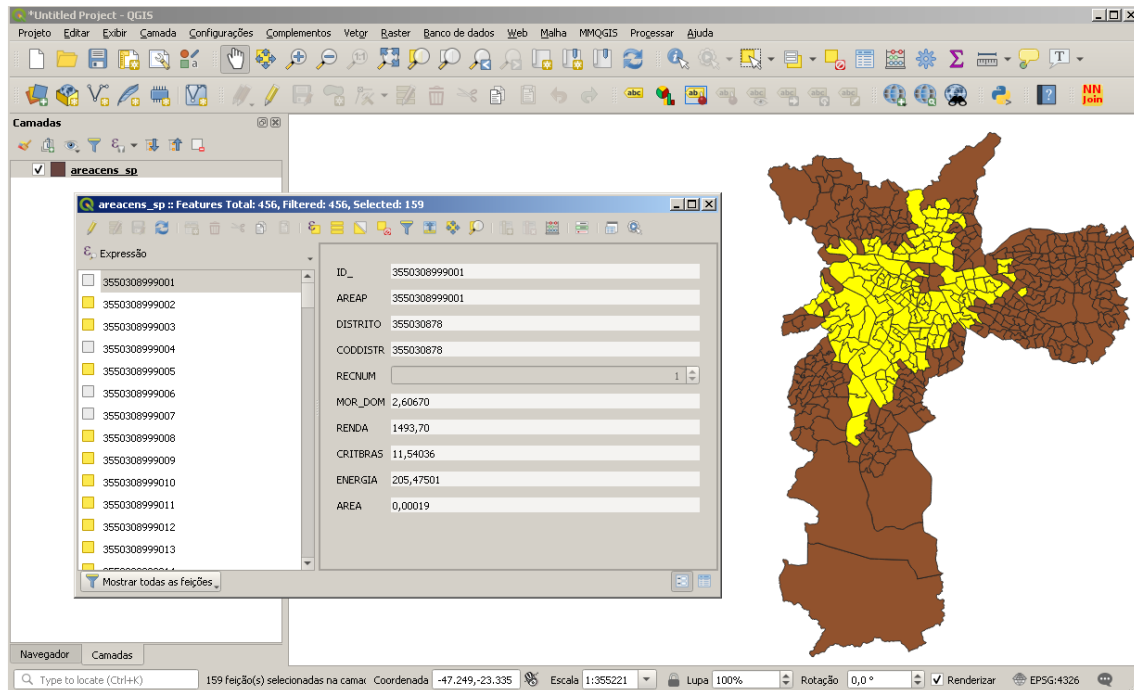 *Untitled Project - QGIS
Projeto Editar Exibir Camada Configurações Complementos Vetor Raster Banco de dados Web Malha MMQGIS Processar Ajuda
abc
abc
NN
Join
Camadas
areacens_sp
areacens_sp :: Features Total: 456, Filtered: 456, Selected: 159
Expressão
3550308999001
3550308999002
3550308999003
3550308999004
3550308999005
3550308999006
3550308999007
3550308999008
3550308999009
3550308999010
3550308999011
3550308999012
3550308999013
ID_ 3550308999001
AREAP 3550308999001
DISTRITO 355030878
CODDISTR 355030878
RECNUM 1
MOR_DOM 2,60670
RENDA 1493,70
CRITBRAS 11,54036
ENERGIA 205,47501
AREA 0,00019
Mostrar todas as feições
Navegador Camadas
Type to locate (Ctrl+K) 159 feição(o) selecionadas na camac Coordenada -47.249,-23.335 Escala 1:355221 Lupa 100% Rotação 0,0 ° Renderizar EPSG:4326